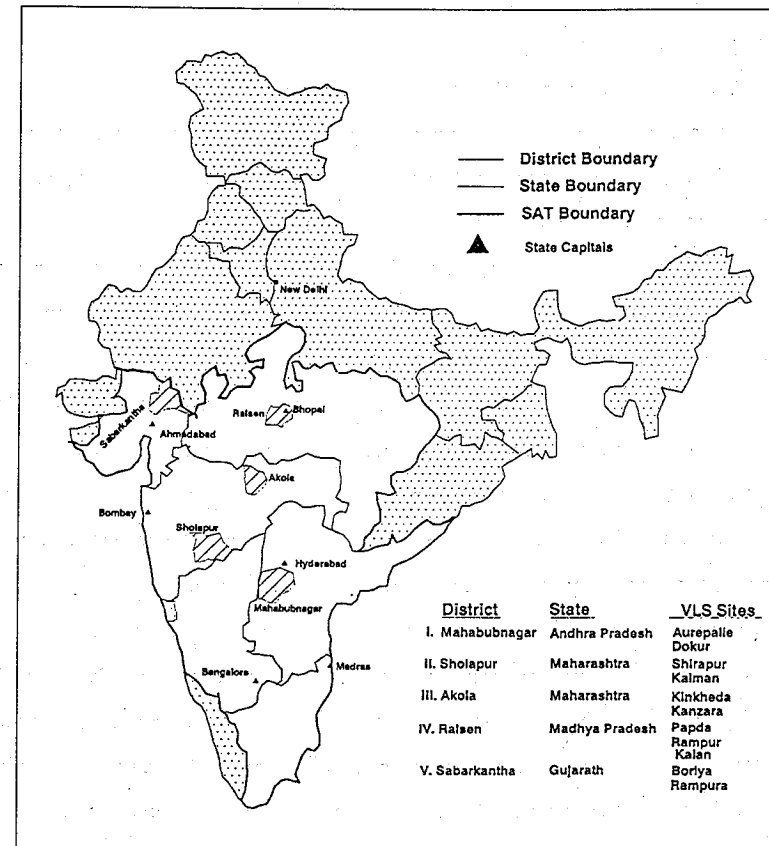 District Boundary
State Boundary
SAT Boundary
State Capitals
New Delhi
Raisen
Bhopal
Sabarkantha
Ahmadabad
Akola
Bombay
Sholapur
Hyderabad
Mahabubnagar
Bangalore
Madras
District State VLS Sites
I. Mahabubnagar Andhra Pradesh Aurepalle
Dokur
II. Sholapur Maharashtra Shirapur
Kalman
III. Akola Maharashtra Kinkheda
Kanzara
IV. Raisen Madhya Pradesh Papda
Rampur
Kalan
V. Sabarkantha Gujarath Boriya
Rampura